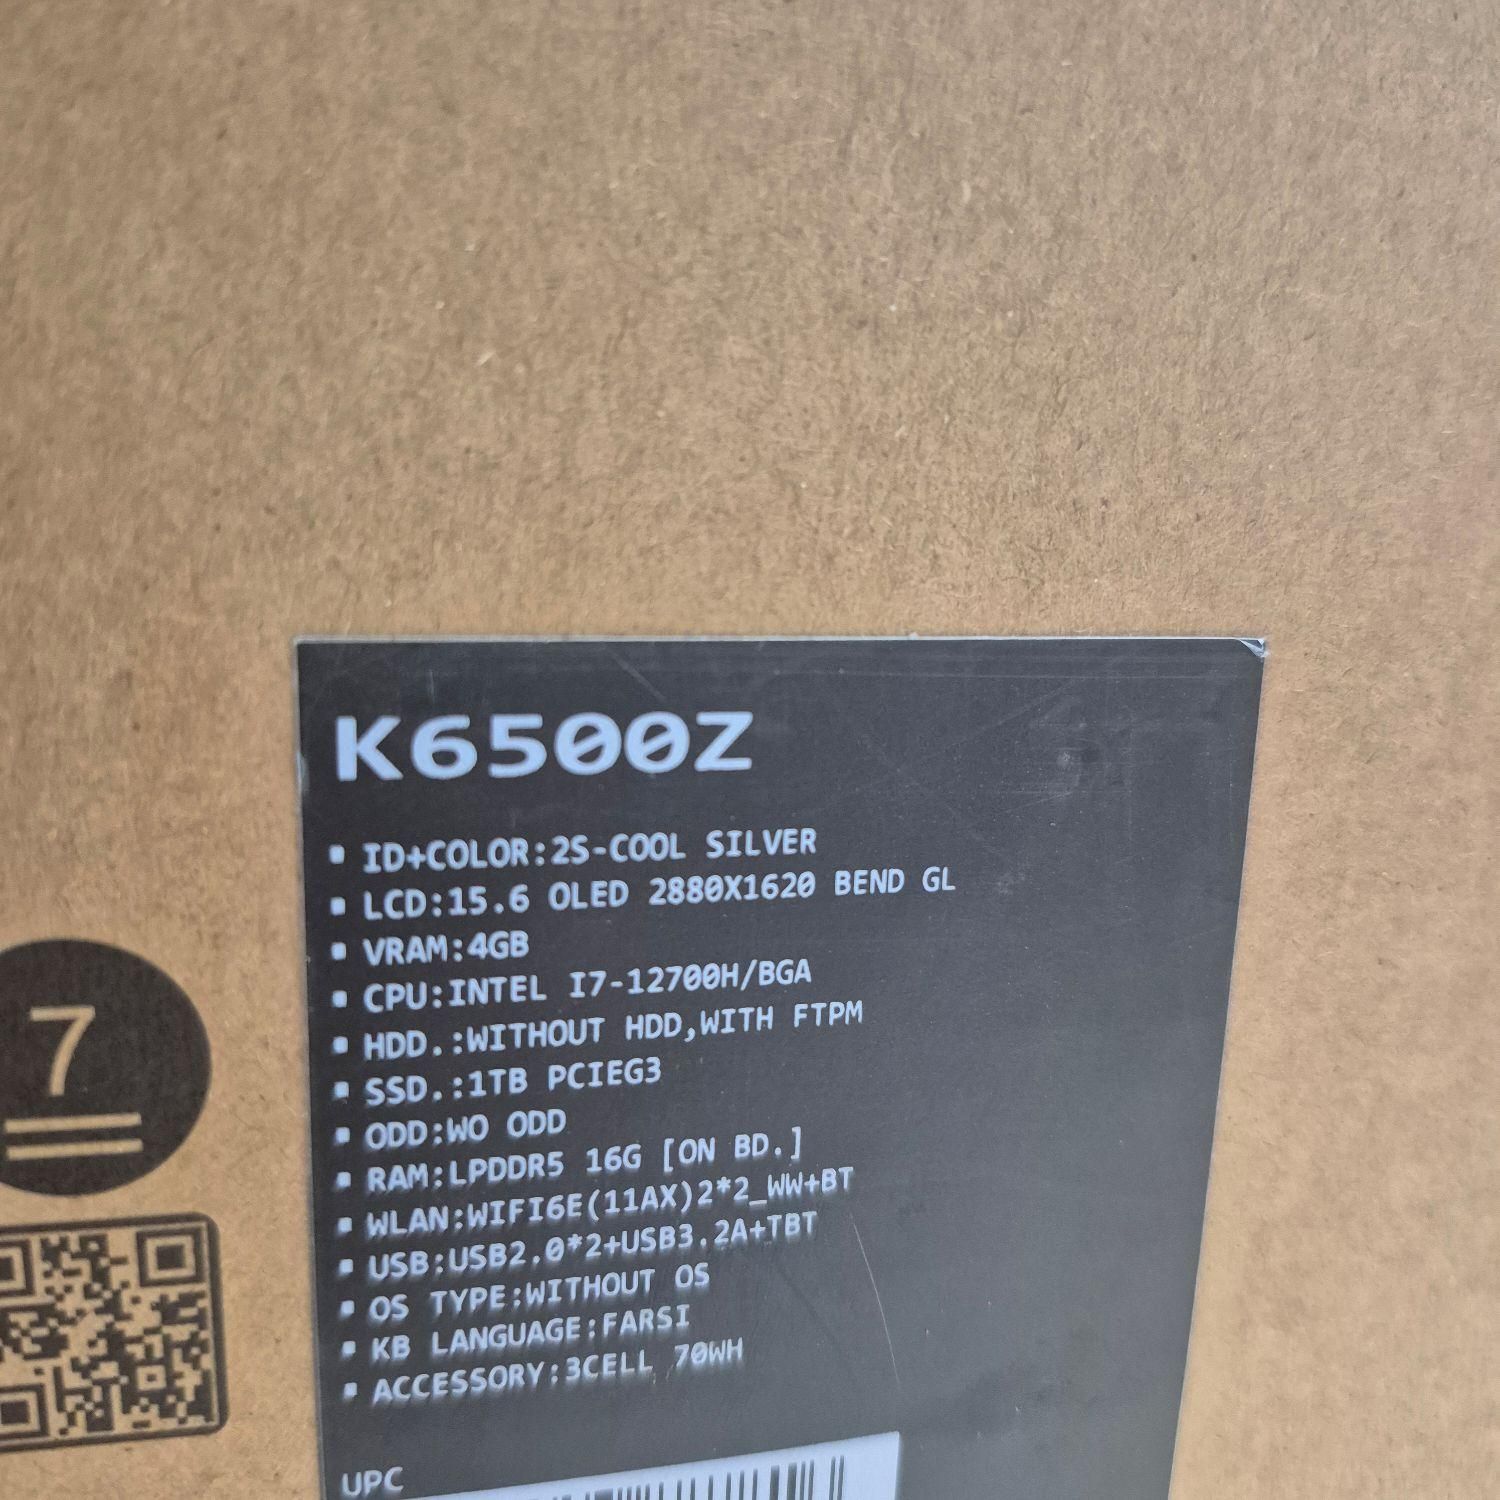 K6500Z
▪ ID+COLOR:2S-COOL SILVER
▪ LCD:15.6 OLED 2880X1620 BEND GL
▪ VRAM:4GB
▪ CPU:INTEL I7-12700H/BGA
▪ HDD.:WITHOUT HDD,WITH FTPM
▪ SSD.:1TB PCIEG3
▪ ODD:WO ODD
▪ RAM:LPDDR5 16G [ON BD.]
▪ WLAN:WIFI6E(11AX)2*2_WW+BT
▪ USB:USB2.0*2+USB3.2A+TBT
▪ OS TYPE:WITHOUT OS
▪ KB LANGUAGE:FARSI
▪ ACCESSORY:3CELL 70WH
UPC
7